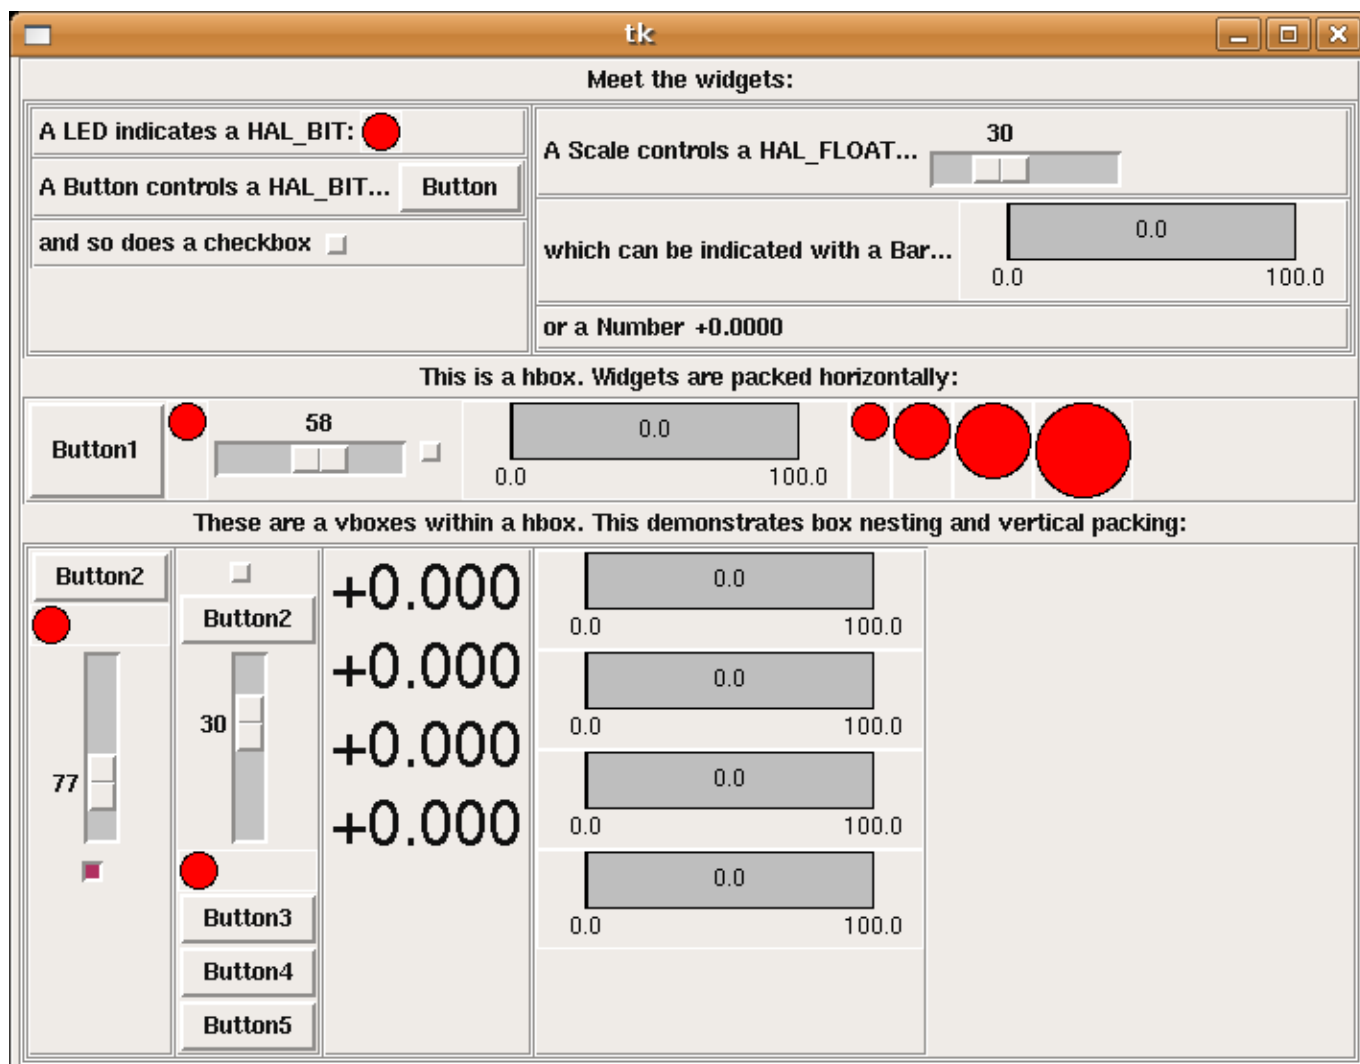 tk
Meet the widgets:
A LED indicates a HAL_BIT:
A Button controls a HAL_BIT... Button
and so does a checkbox
30
A Scale controls a HAL_FLOAT...
0.0
which can be indicated with a Bar...
0.0 100.0
or a Number +0.0000
This is a hbox. Widgets are packed horizontally:
Button1
58
0.0
0.0 100.0
These are a vboxes within a hbox. This demonstrates box nesting and vertical packing:
Button2
77
Button2
30
Button3
Button4
Button5
+0.000
+0.000
+0.000
+0.000
0.0
0.0 100.0
0.0
0.0 100.0
0.0
0.0 100.0
0.0
0.0 100.0